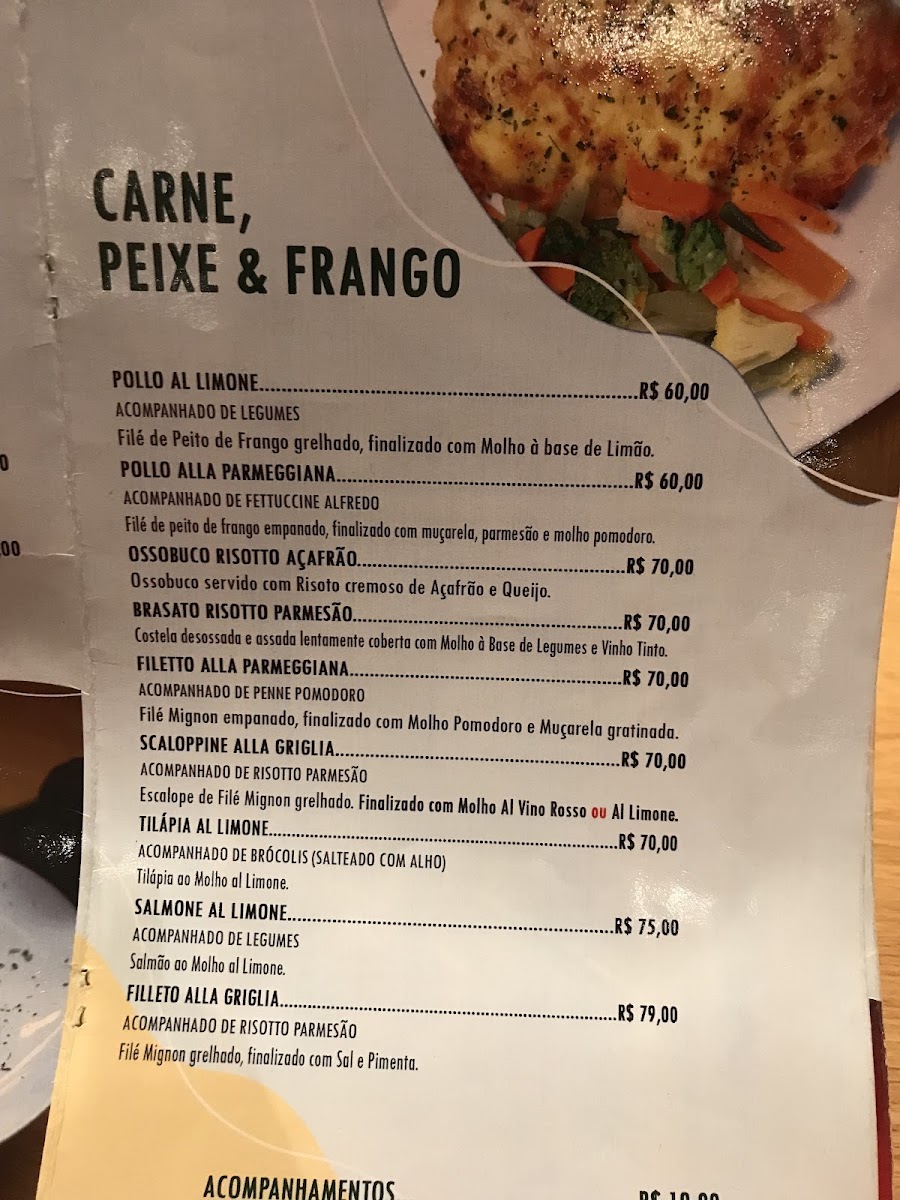 CARNE,
PEIXE & FRANGO
POLLO AL LIMONE......R$ 60,00
ACOMPANHADO DE LEGUMES
Filé de Peito de Frango grelhado, finalizado com Molho à base de Limão.
POLLO ALLA PARMEGGIANA......R$ 60,00
ACOMPANHADO DE FETTUCCINE ALFREDO
Filé de peito de frango empanado, finalizado com muçarela, parmesão e molho pomodoro.
OSSOBUCO RISOTTO AÇAFRÃO......R$ 70,00
Ossobuco servido com Risoto cremoso de Açafrão e Queijo.
BRASATO RISOTTO PARMESÃO......R$ 70,00
Costela desossada e assada lentamente coberta com Molho à Base de Legumes e Vinho Tinto.
FILETTO ALLA PARMEGGIANA......R$ 70,00
ACOMPANHADO DE PENNE POMODORO
Filé Mignon empanado, finalizado com Molho Pomodoro e Muçarela gratinada.
SCALOPPINE ALLA GRIGLIA......R$ 70,00
ACOMPANHADO DE RISOTTO PARMESÃO
Escalope de Filé Mignon grelhado. Finalizado com Molho Al Vino Rosso ou Al Limone.
TILÁPIA AL LIMONE......R$ 70,00
ACOMPANHADO DE BRÓCOLIS (SALTEADO COM ALHO)
Tilápia ao Molho al Limone.
SALMONE AL LIMONE......R$ 75,00
ACOMPANHADO DE LEGUMES
Salmão ao Molho al Limone.
FILLETO ALLA GRIGLIA......R$ 79,00
ACOMPANHADO DE RISOTTO PARMESÃO
Filé Mignon grelhado, finalizado com Sal e Pimenta.
ACOMPANHAMENTOS